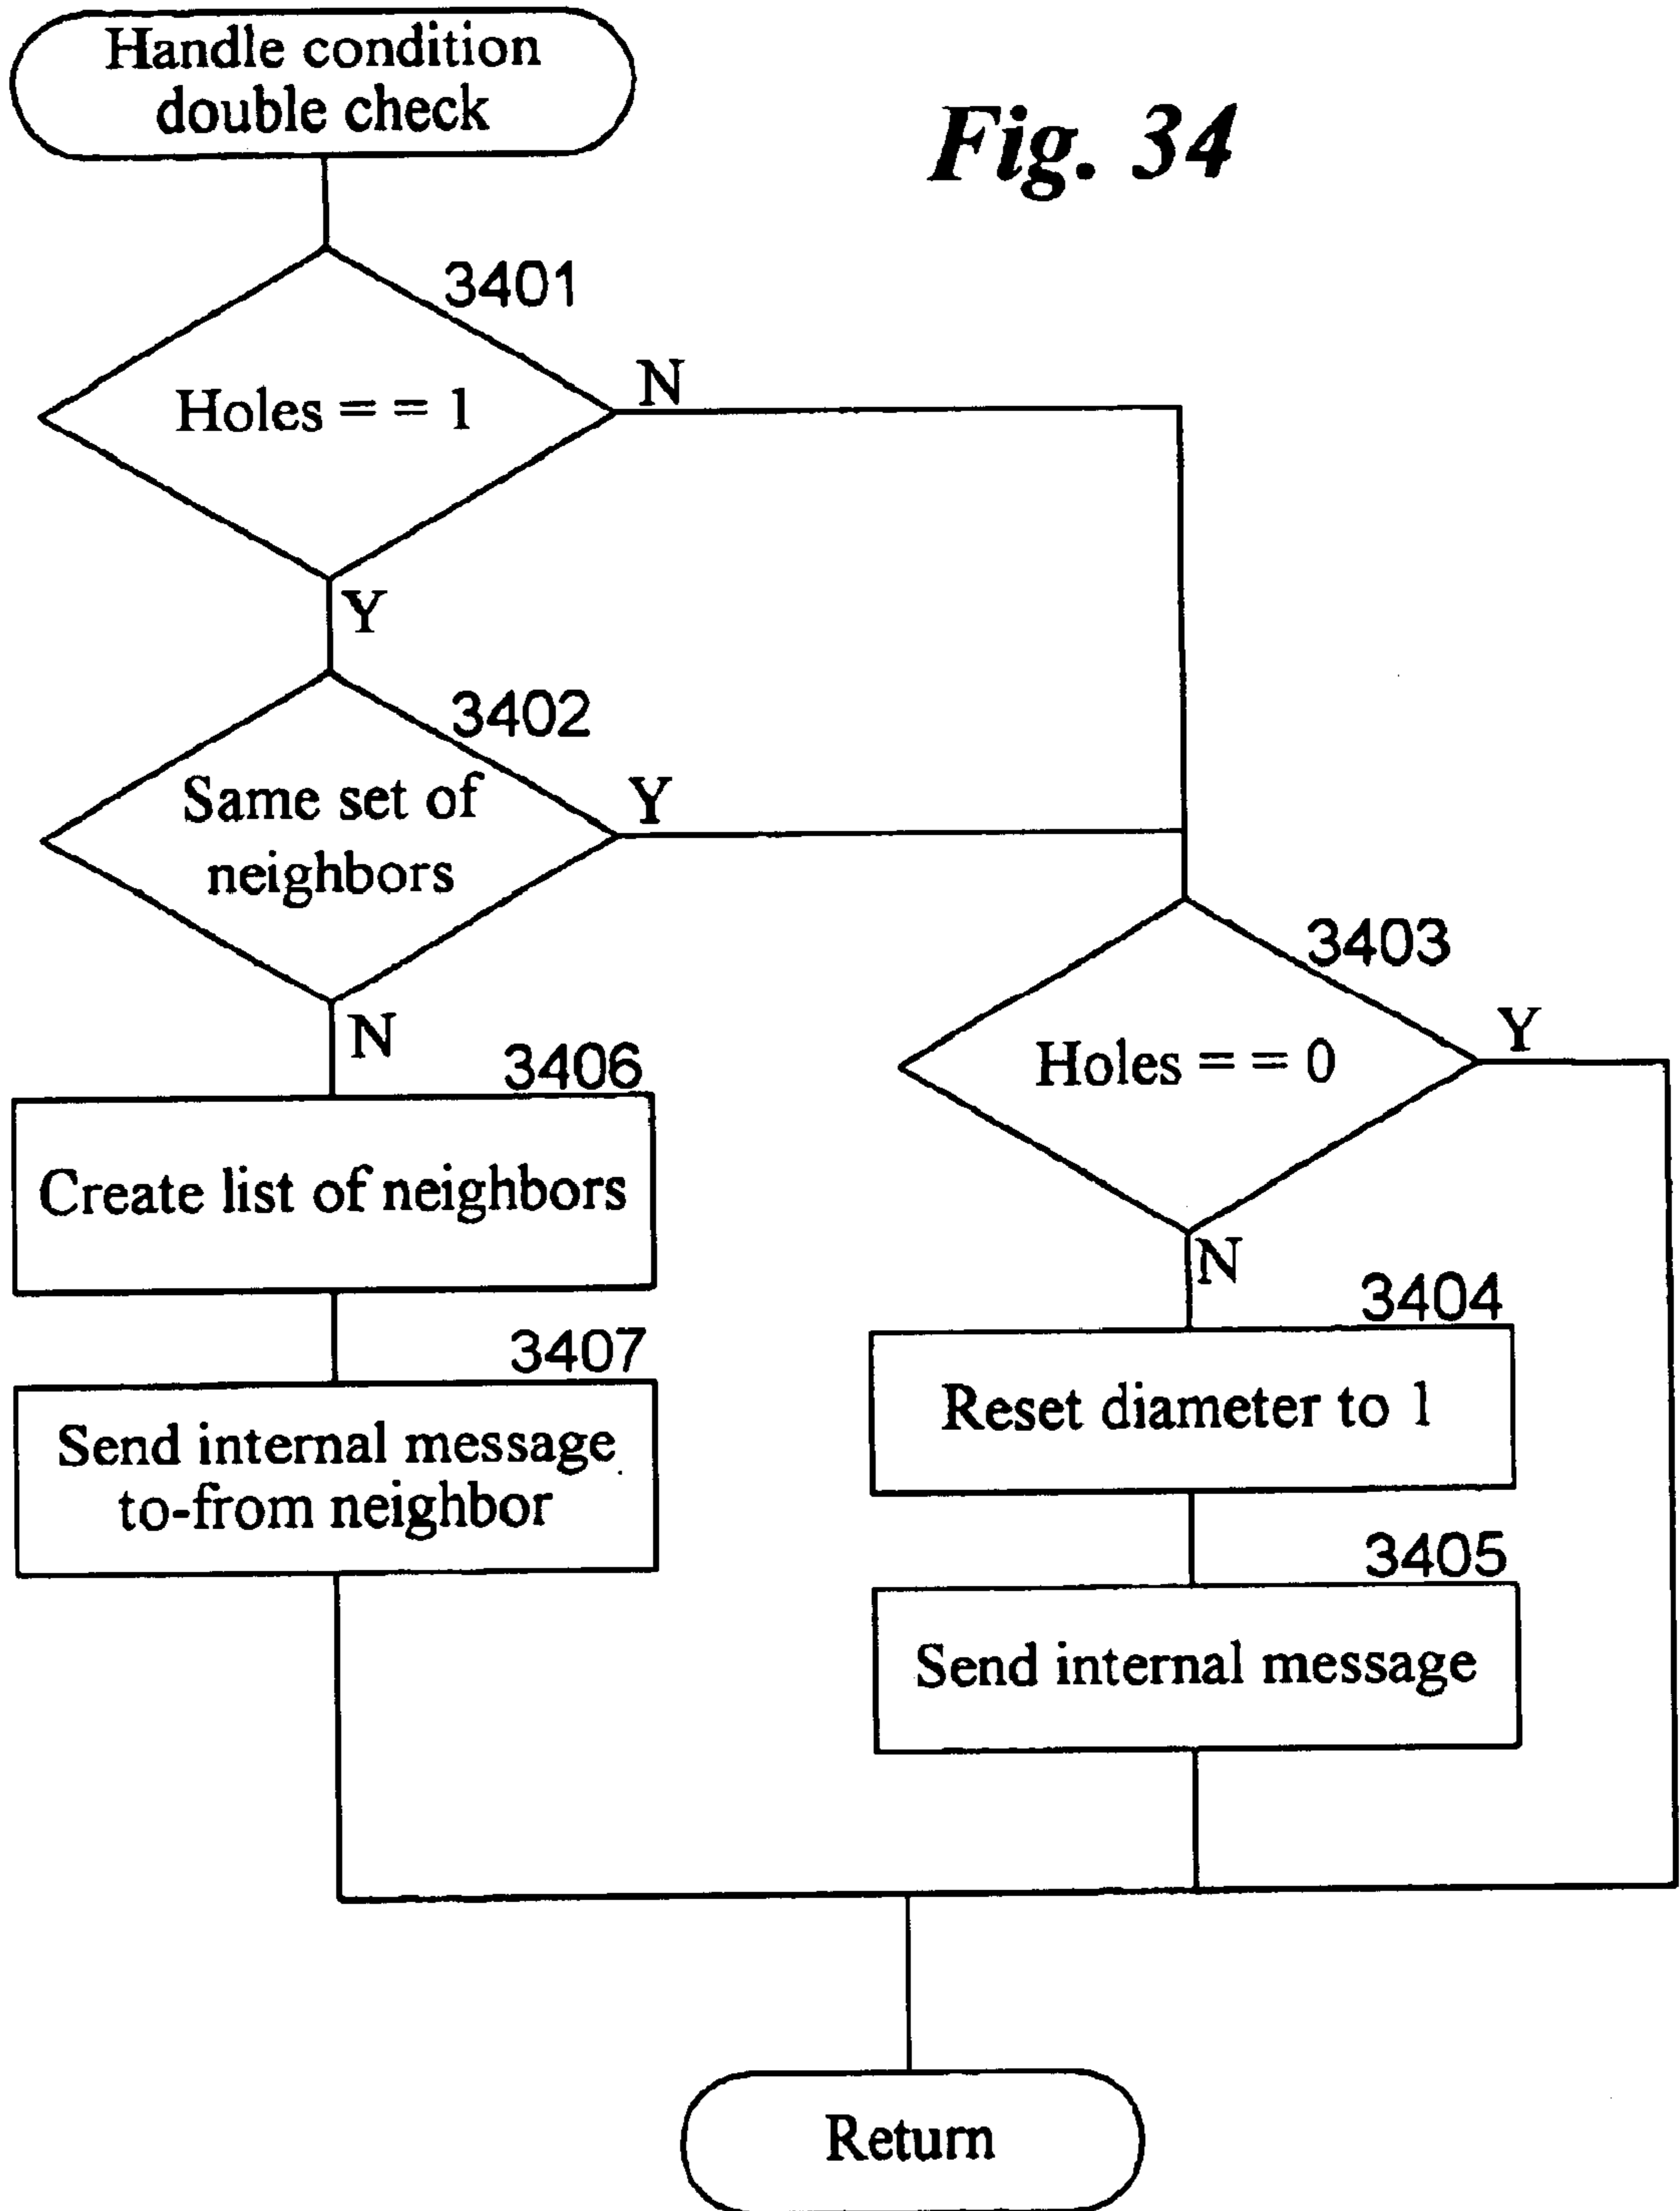 Handle condition
double check
Fig. 34
3401
Holes = = 1
N
Y
3402
Same set of
neighbors
Y
N
3403
Holes = = 0
Y
N
3406
Create list of neighbors
3404
Reset diameter to 1
3407
Send internal message
to-from neighbor
3405
Send internal message
Return